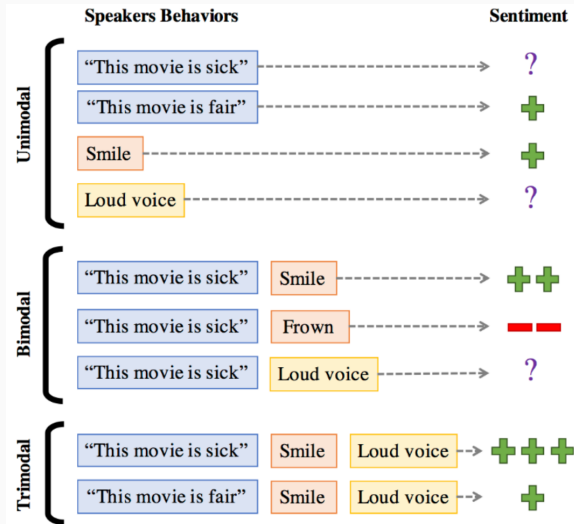 Speakers Behaviors Sentiment
Unimodal
“This movie is sick” ?
“This movie is fair”
Smile
Loud voice ?
Bimodal
“This movie is sick” Smile
“This movie is sick” Frown
“This movie is sick” Loud voice ?
Trimodal
“This movie is sick” Smile Loud voice
“This movie is fair” Smile Loud voice